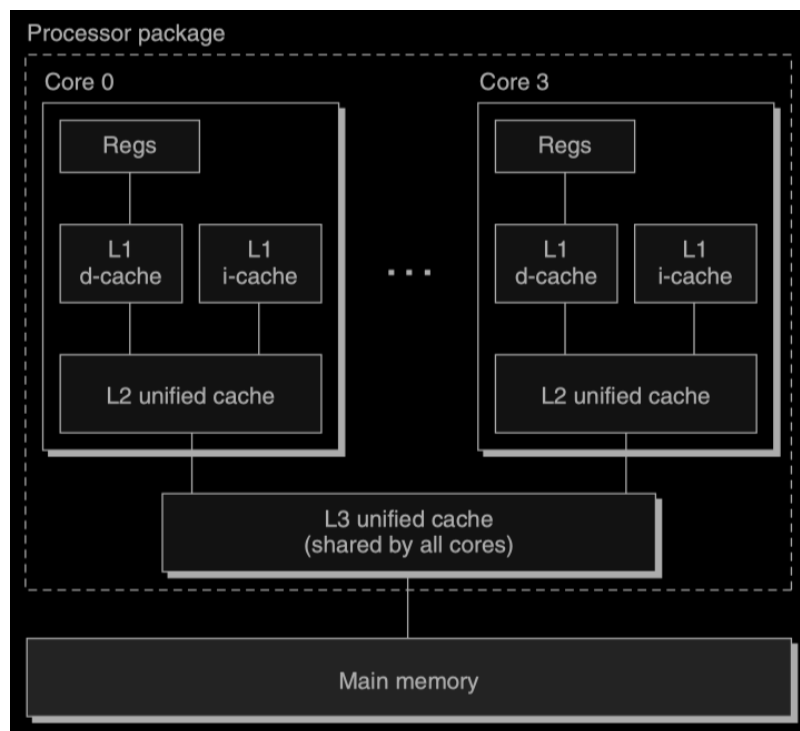 Processor package
Core 0
Core 3
Regs
Regs
L1
d-cache
L1
i-cache
. . .
L1
d-cache
L1
i-cache
L2 unified cache
L2 unified cache
L3 unified cache
(shared by all cores)
Main memory